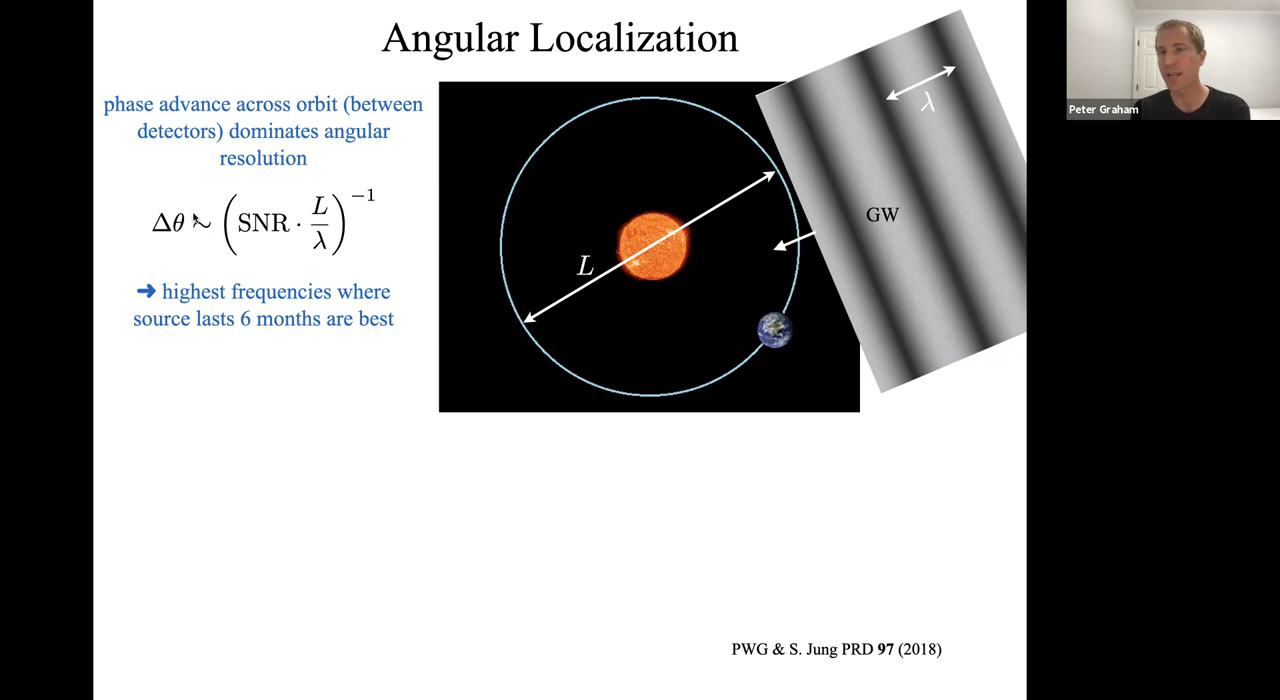 Angular Localization
phase advance across orbit (between
detectors) dominates angular
resolution
Δθ ~ (SNR · L/λ)^−1
➜ highest frequencies where
source lasts 6 months are best
L
GW
λ
PWG & S. Jung PRD 97 (2018)
Peter Graham